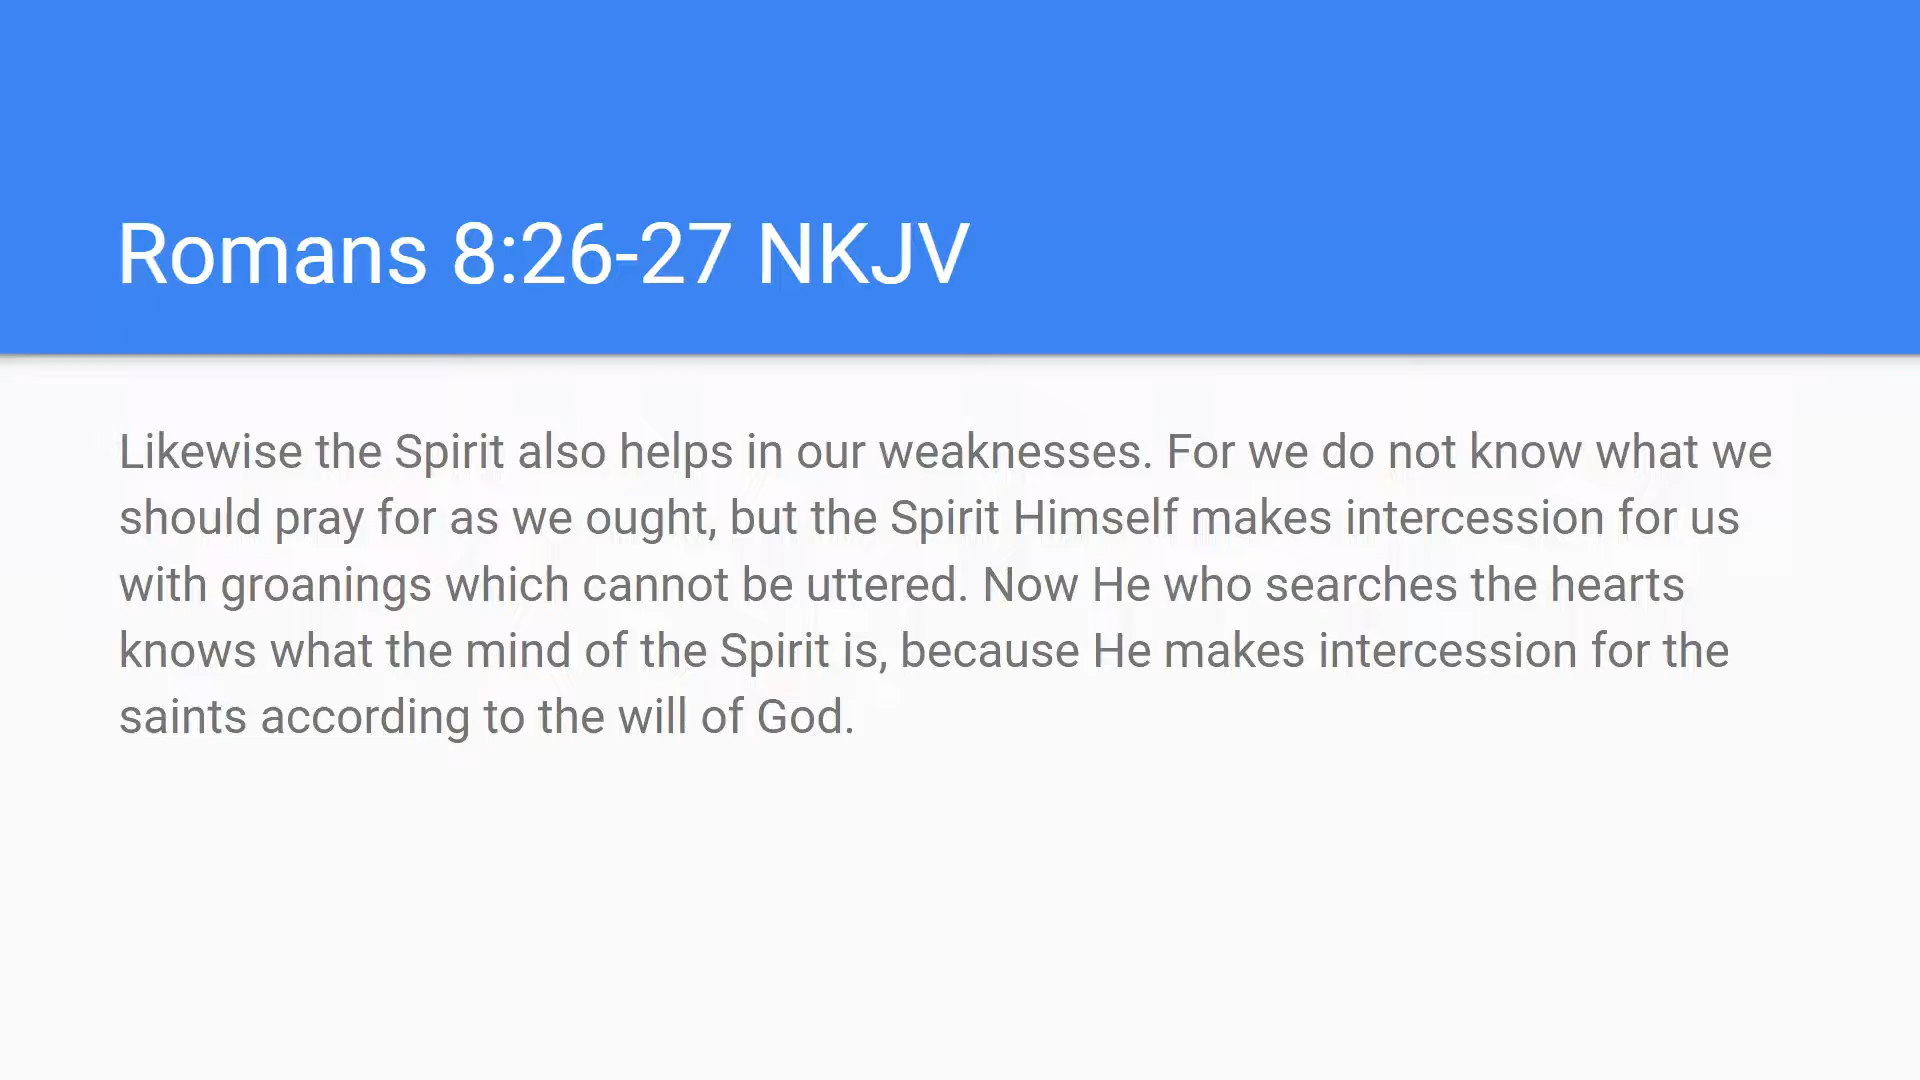 Romans 8:26-27 NKJV
Likewise the Spirit also helps in our weaknesses. For we do not know what we
should pray for as we ought, but the Spirit Himself makes intercession for us
with groanings which cannot be uttered. Now He who searches the hearts
knows what the mind of the Spirit is, because He makes intercession for the
saints according to the will of God.